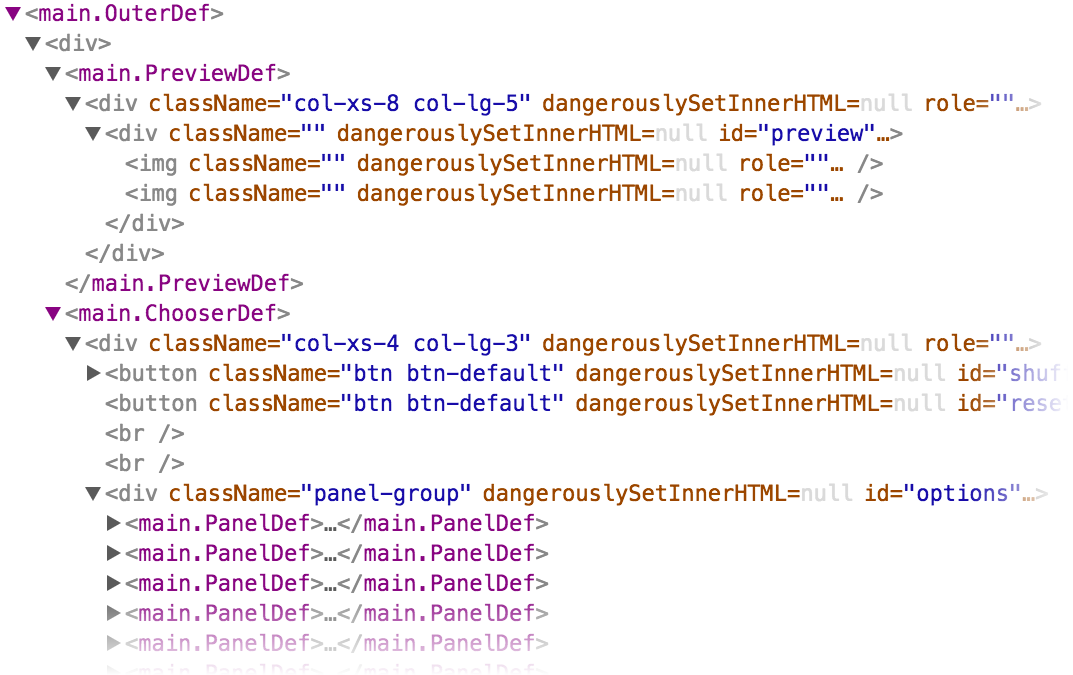 ▼<main.OuterDef>
▼<div>
▼<main.PreviewDef>
▼<div className="col-xs-8 col-lg-5" dangerouslySetInnerHTML=null role=""…>
▼<div className="" dangerouslySetInnerHTML=null id="preview"…>
<img className="" dangerouslySetInnerHTML=null role=""… />
<img className="" dangerouslySetInnerHTML=null role=""… />
</div>
</div>
</main.PreviewDef>
▼<main.ChooserDef>
▼<div className="col-xs-4 col-lg-3" dangerouslySetInnerHTML=null role=""…>
▶<button className="btn btn-default" dangerouslySetInnerHTML=null id="shuf
<button className="btn btn-default" dangerouslySetInnerHTML=null id="rese
<br />
<br />
▼<div className="panel-group" dangerouslySetInnerHTML=null id="options"…>
▶<main.PanelDef>…</main.PanelDef>
▶<main.PanelDef>…</main.PanelDef>
▶<main.PanelDef>…</main.PanelDef>
▶<main.PanelDef>…</main.PanelDef>
▶<main.PanelDef>…</main.PanelDef>